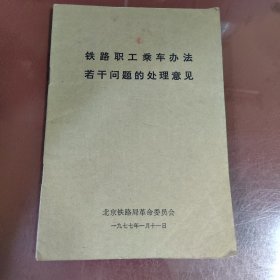 铁路职工乘车办法
若干问题的处理意见
北京铁路局革命委员会
一九七七年一月十一日